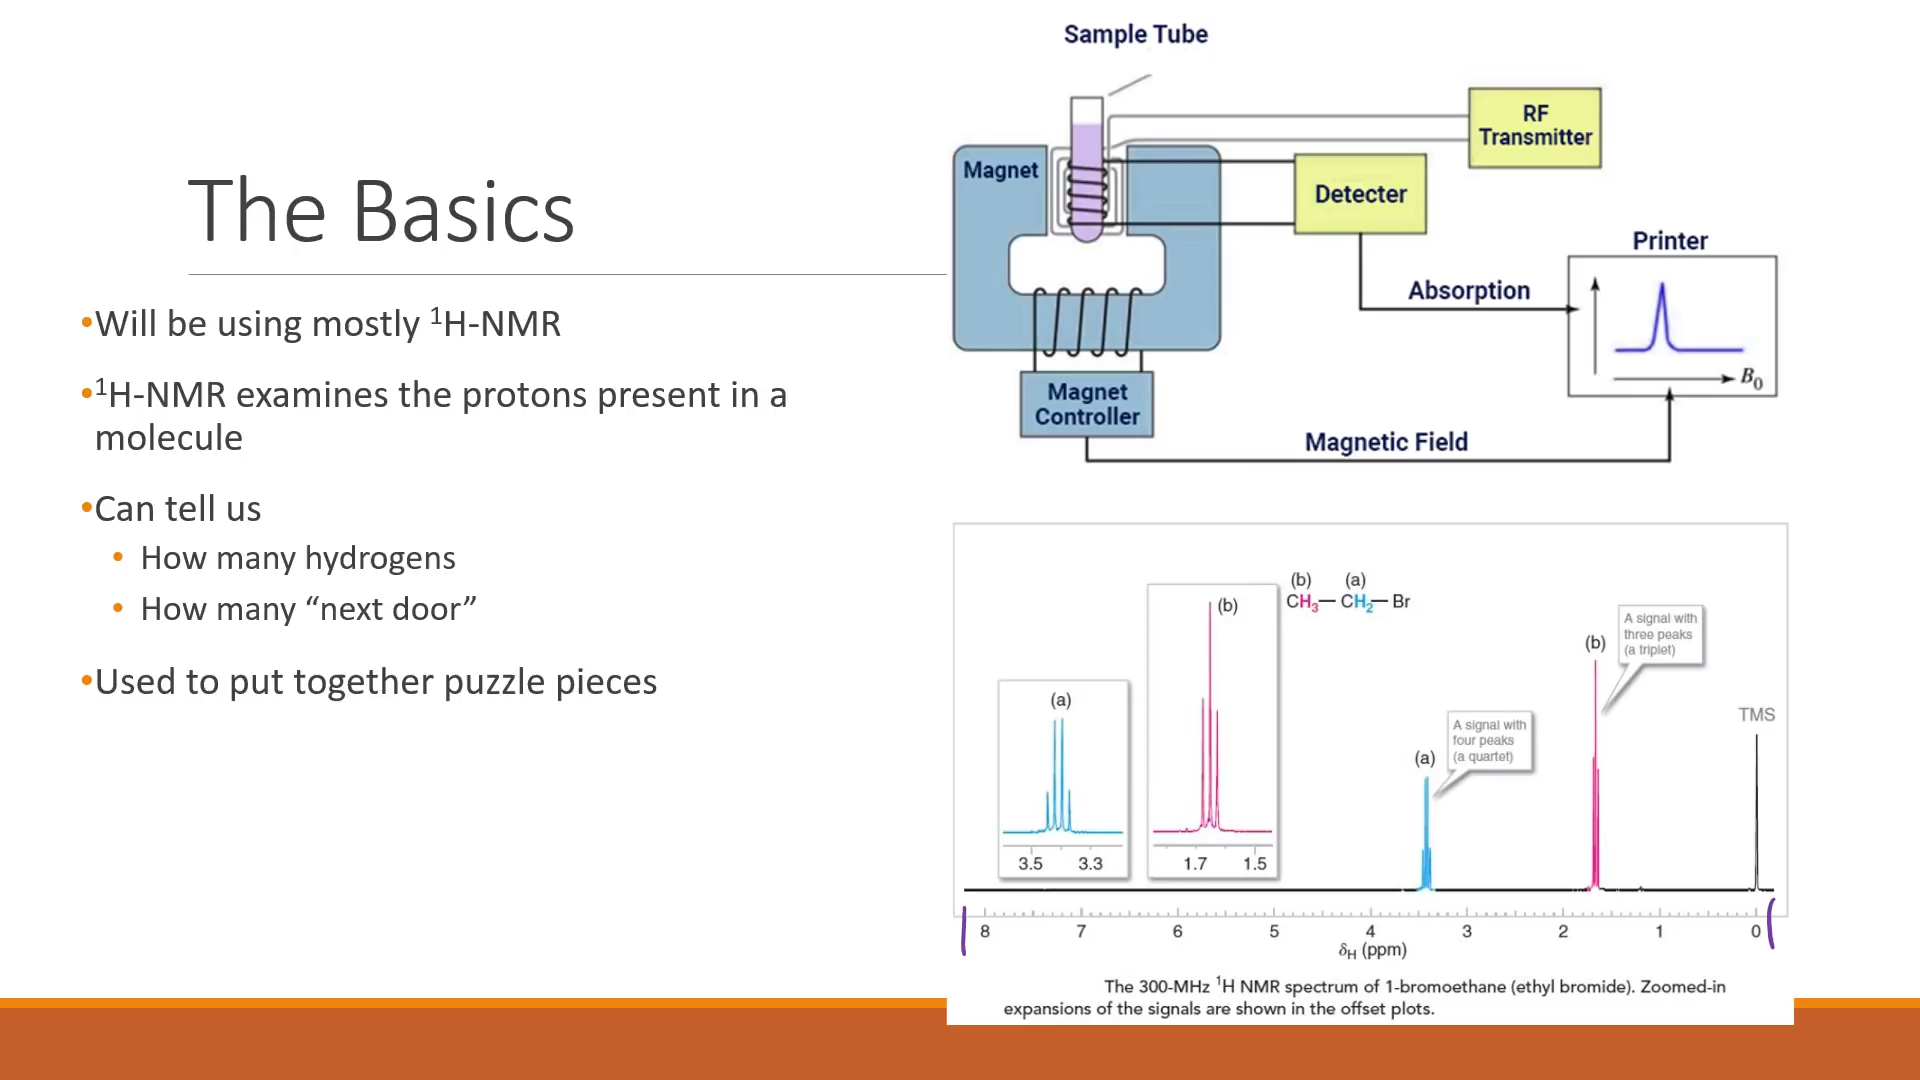 The Basics
•Will be using mostly ¹H-NMR
•¹H-NMR examines the protons present in a
molecule
•Can tell us
• How many hydrogens
• How many “next door”
•Used to put together puzzle pieces
Sample Tube
RF
Transmitter
Magnet
Detecter
Printer
Absorption
B₀
Magnet
Controller
Magnetic Field
(b) (a)
CH₃— CH₂— Br
(b)
(a)
3.5 3.3
1.7 1.5
(a)
A signal with
four peaks
(a quartet)
(b)
A signal with
three peaks
(a triplet)
TMS
8 7 6 5 4 3 2 1 0
δH (ppm)
The 300-MHz ¹H NMR spectrum of 1-bromoethane (ethyl bromide). Zoomed-in
expansions of the signals are shown in the offset plots.